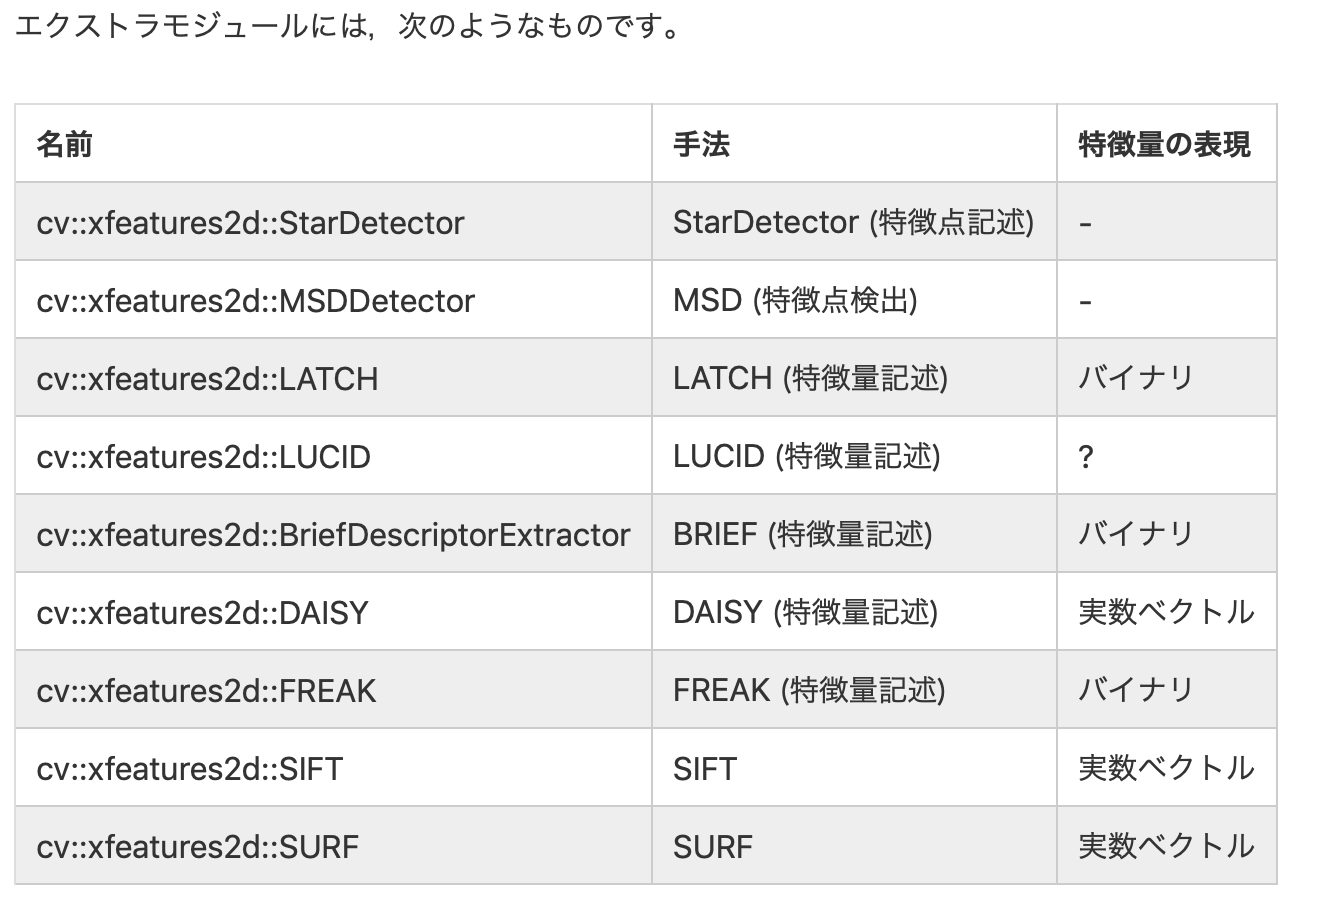 エクストラモジュールには，次のようなものです。
名前 手法 特徴量の表現
cv::xfeatures2d::StarDetector StarDetector (特徴点記述) -
cv::xfeatures2d::MSDDetector MSD (特徴点検出) -
cv::xfeatures2d::LATCH LATCH (特徴量記述) バイナリ
cv::xfeatures2d::LUCID LUCID (特徴量記述) ?
cv::xfeatures2d::BriefDescriptorExtractor BRIEF (特徴量記述) バイナリ
cv::xfeatures2d::DAISY DAISY (特徴量記述) 実数ベクトル
cv::xfeatures2d::FREAK FREAK (特徴量記述) バイナリ
cv::xfeatures2d::SIFT SIFT 実数ベクトル
cv::xfeatures2d::SURF SURF 実数ベクトル